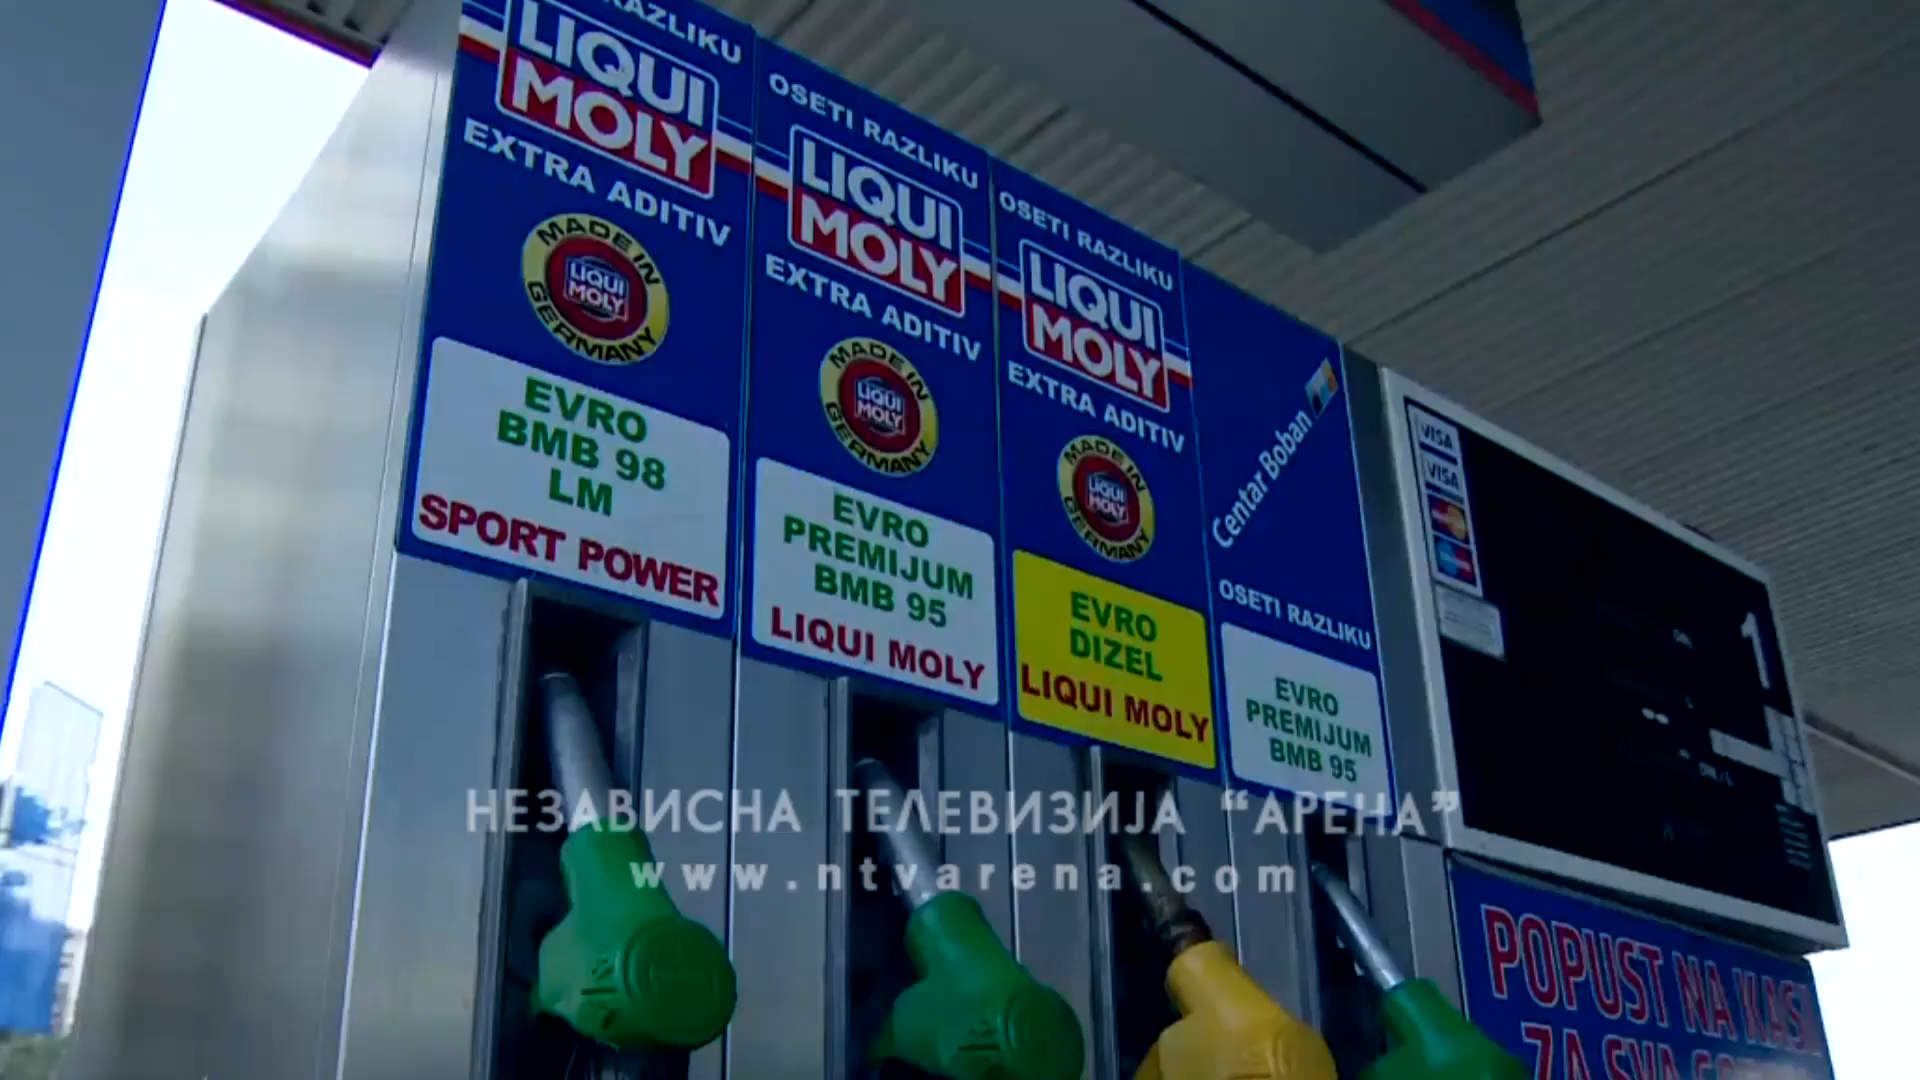 RAZLIKU
LIQUI
MOLY
EXTRA ADITIV
MADE IN
LIQUI
MOLY
GERMANY
EVRO
BMB 98
LM
SPORT POWER
OSETI RAZLIKU
LIQUI
MOLY
EXTRA ADITIV
MADE IN
LIQUI
MOLY
GERMANY
EVRO
PREMIJUM
BMB 95
LIQUI MOLY
OSETI RAZLIKU
LIQUI
MOLY
EXTRA ADITIV
MADE IN
LIQUI
MOLY
GERMANY
EVRO
DIZEL
LIQUI MOLY
Centar Boban
OSETI RAZLIKU
EVRO
PREMIJUM
BMB 95
VISA
VISA
1
POPUST NA KASI
ZA SVA
НЕЗАВИСНА ТЕЛЕВИЗИЈА “АРЕНА”
www.ntvarena.com